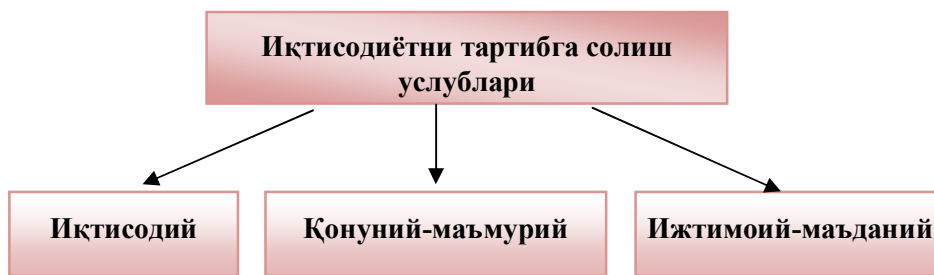 Иқтисодиётни тартибга солиш
услублари
Иқтисодий
Қонуний-маъмурий
Ижтимоий-маъданий